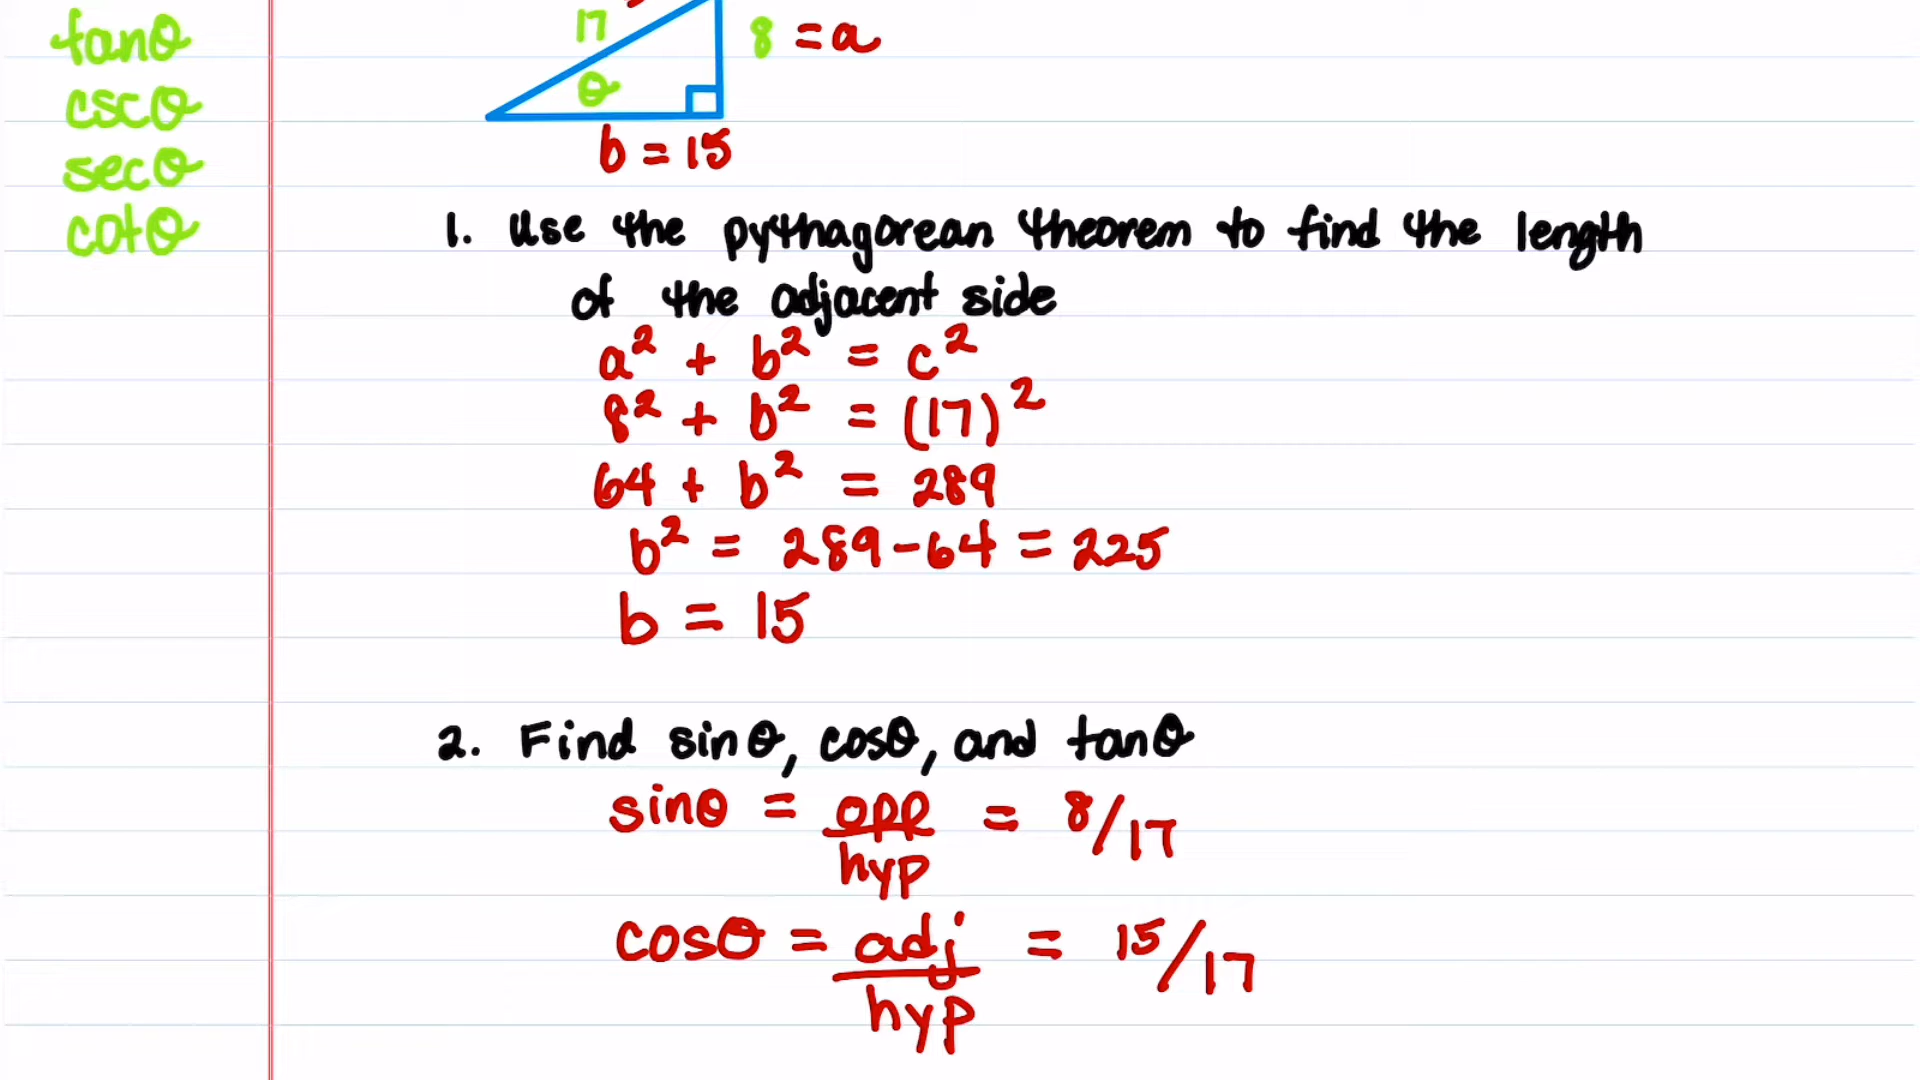 tanθ
cscθ
secθ
cotθ
17
8 = a
θ
b = 15
1. Use the pythagorean theorem to find the length
of the adjacent side
a² + b² = c²
8² + b² = (17)²
64 + b² = 289
b² = 289-64 = 225
b = 15
2. Find sinθ, cosθ, and tanθ
sinθ = opp/hyp = 8/17
cosθ = adj/hyp = 15/17